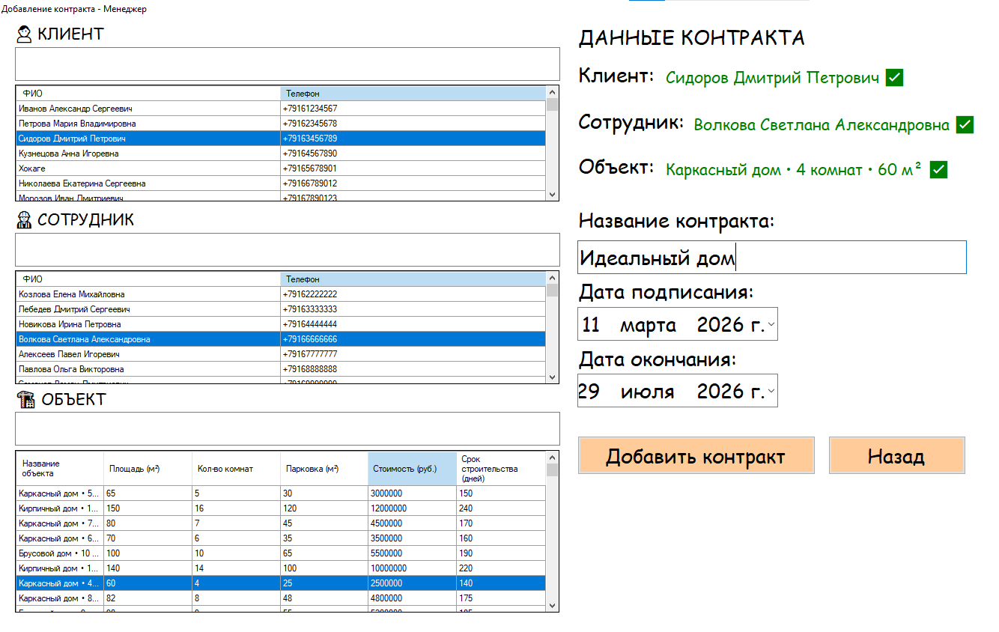 Добавление контракта - Менеджер
КЛИЕНТ
ФИО Телефон
Иванов Александр Сергеевич +79161234567
Петрова Мария Владимировна +79162345678
Сидоров Дмитрий Петрович +79163456789
Кузнецова Анна Игоревна +79164567890
Хокаге +79165678901
Николаева Екатерина Сергеевна +79166789012
Морозов Иван Дмитриевич +79167890123
СОТРУДНИК
ФИО Телефон
Козлова Елена Михайловна +79162222222
Лебедев Дмитрий Сергеевич +79163333333
Новикова Ирина Петровна +79164444444
Волкова Светлана Александровна +79166666666
Алексеев Павел Игоревич +79167777777
Павлова Ольга Викторовна +79168888888
ОБЪЕКТ
Название объекта Площадь (м²) Кол-во комнат Парковка (м²) Стоимость (руб.) Срок строительства (дней)
Каркасный дом • 5... 65 5 30 3000000 150
Кирпичный дом • 1... 150 16 120 12000000 240
Каркасный дом • 7... 80 7 45 4500000 170
Каркасный дом • 6... 70 6 35 3500000 160
Брусовой дом • 10 ... 100 10 65 5500000 190
Кирпичный дом • 1... 140 14 100 10000000 220
Каркасный дом • 4... 60 4 25 2500000 140
Каркасный дом • 8... 82 8 48 4800000 175
ДАННЫЕ КОНТРАКТА
Клиент: Сидоров Дмитрий Петрович
Сотрудник: Волкова Светлана Александровна
Объект: Каркасный дом • 4 комнат • 60 м²
Название контракта:
Идеальный дом
Дата подписания:
11 марта 2026 г.
Дата окончания:
29 июля 2026 г.
Добавить контракт Назад